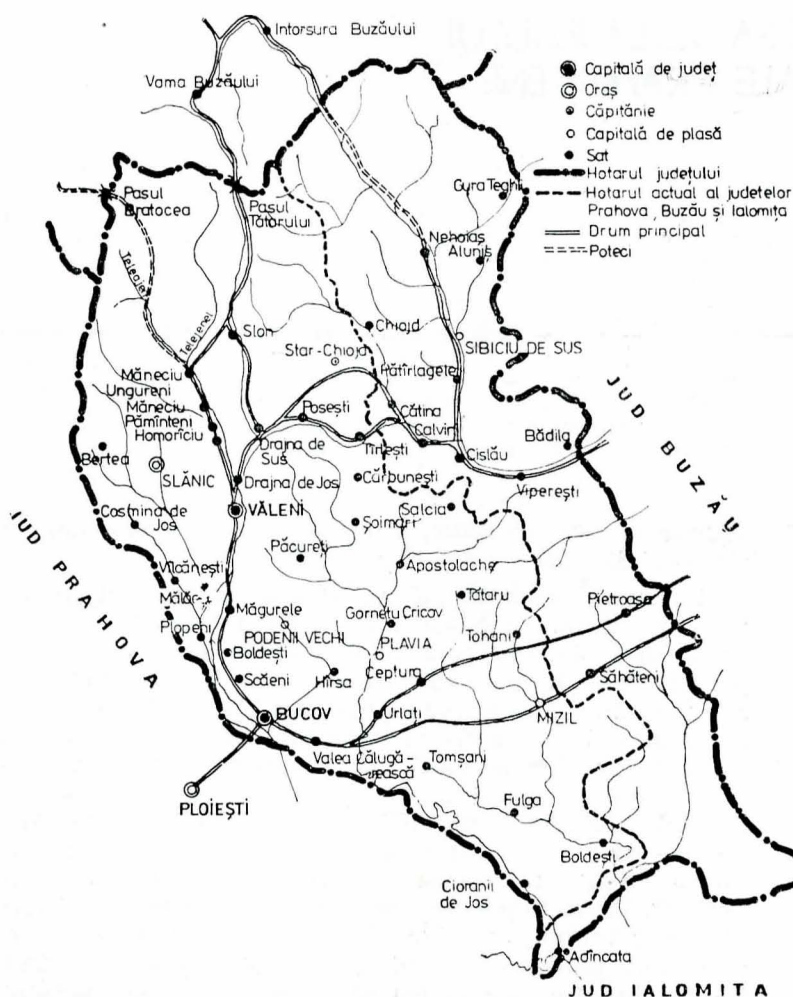 Intorsura Buzăului
Vama Buzăului
Capitală de județ
Oraș
Căpitănie
Capitală de plasă
Sat
Hotarul județului
Hotarul actual al județelor
Prahova, Buzău și Ialomița
Drum principal
Poteci
Pasul
Bratocea
Pasul
Tătarului
Gura Teghii
Nehoiaș
Aluniș
Telejenel
Slon
Chiojd
Star-Chiojd
SIBICIU DE SUS
Pătîrlagele
Măneciu
Ungureni
Măneciu
Pămînteni
Homorîciu
Posești
Cătina
Calvini
JUD BUZĂU
Bertea
SLĂNIC
Drajna de
Sus
Tîrlești
Cislău
Bădila
Drajna de Jos
Cărbunești
Viperești
Cosmina de
Jos
VĂLENI
Șoimari
Salcia
JUD PRAHOVA
Păcureți
Apostolache
Vîlcănești
Tătaru
Pietroasa
Măgurele
Gornetu Cricov
Plopeni
PODENII VECHI
PLAVIA
Tohani
Boldești
Scăeni
Hîrsa
Ceptura
Săhăteni
BUCOV
Urlați
MIZIL
Valea Călugă-
rească
Tomșani
PLOIEȘTI
Fulga
Boldești
Cioranii
de Jos
Adîncata
JUD IALOMIȚA